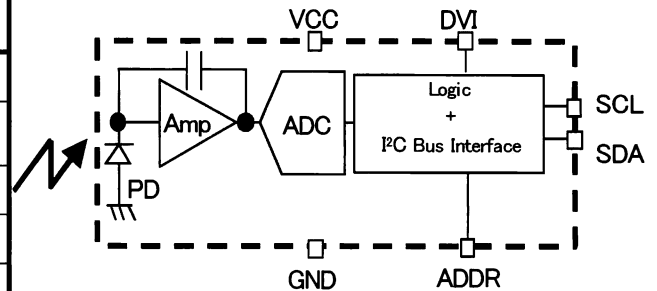 VCC
DVI
Logic
+
I²C Bus Interface
Amp
ADC
SCL
SDA
PD
GND
ADDR